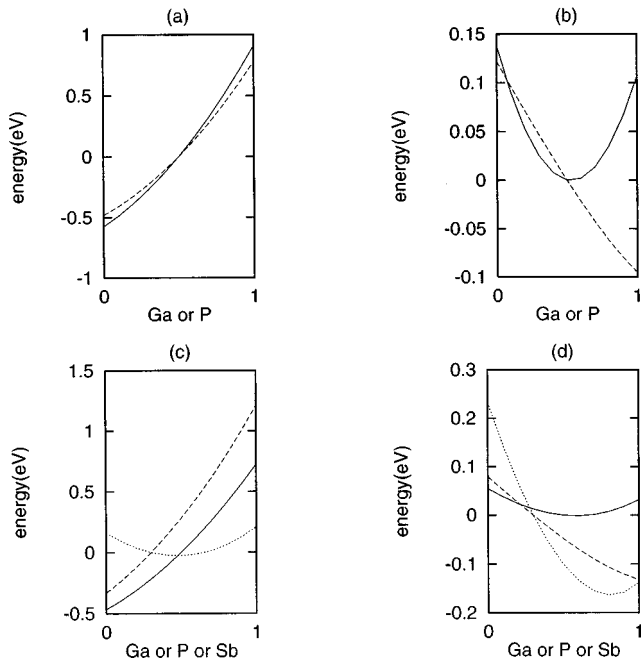 (a)
1
0.5
0
-0.5
-1
energy(eV)
0
1
Ga or P
(b)
0.15
0.1
0.05
0
-0.05
-0.1
energy(eV)
0
1
Ga or P
(c)
1.5
1
0.5
0
-0.5
energy(eV)
0
1
Ga or P or Sb
(d)
0.3
0.2
0.1
0
-0.1
-0.2
energy(eV)
0
1
Ga or P or Sb